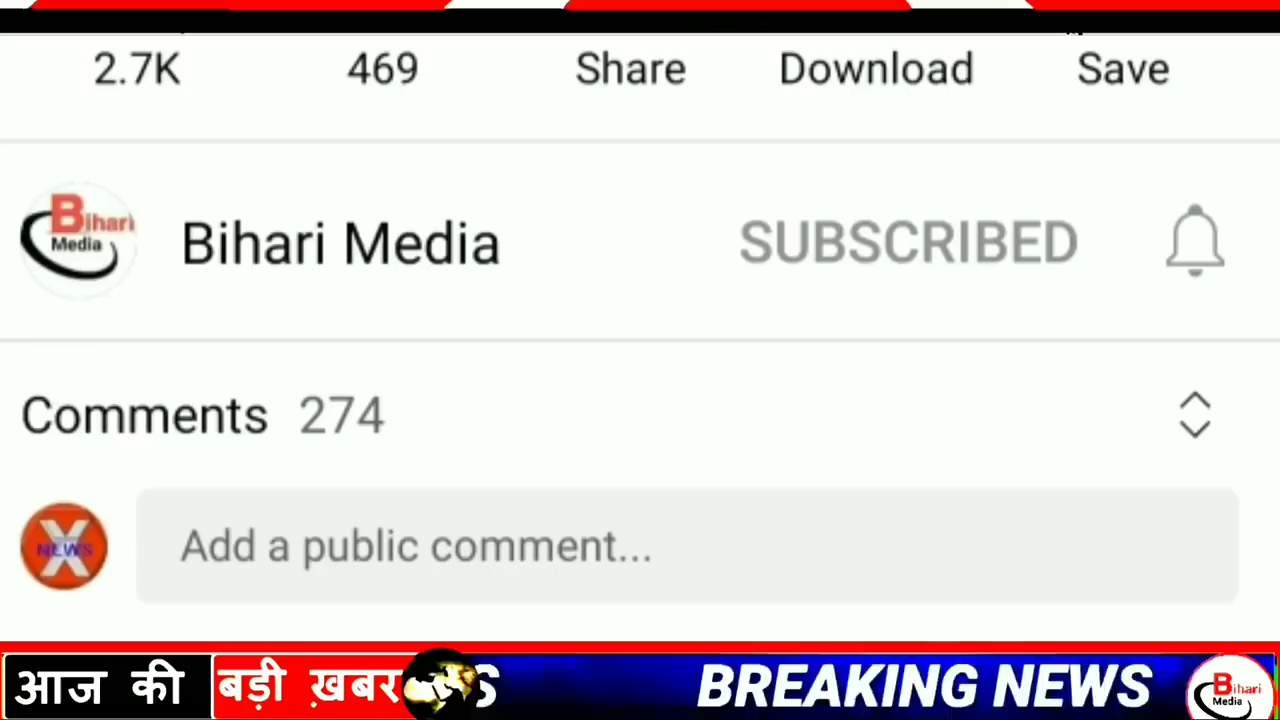 2.7K 469 Share Download Save
Bihari Media
Bihari Media SUBSCRIBED
Comments 274
X NEWS
Add a public comment...
आज की बड़ी ख़बर S BREAKING NEWS
Bihari Media